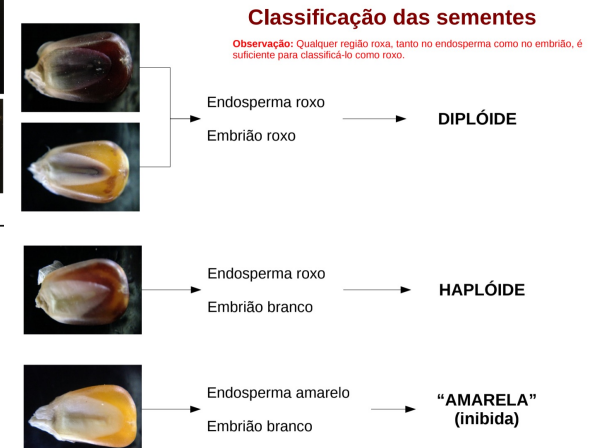 Classificação das sementes
Observação: Qualquer região roxa, tanto no endosperma como no embrião, é
suficiente para classificá-lo como roxo.
Endosperma roxo
Embrião roxo
DIPLÓIDE
Endosperma roxo
Embrião branco
HAPLÓIDE
Endosperma amarelo
Embrião branco
“AMARELA”
(inibida)